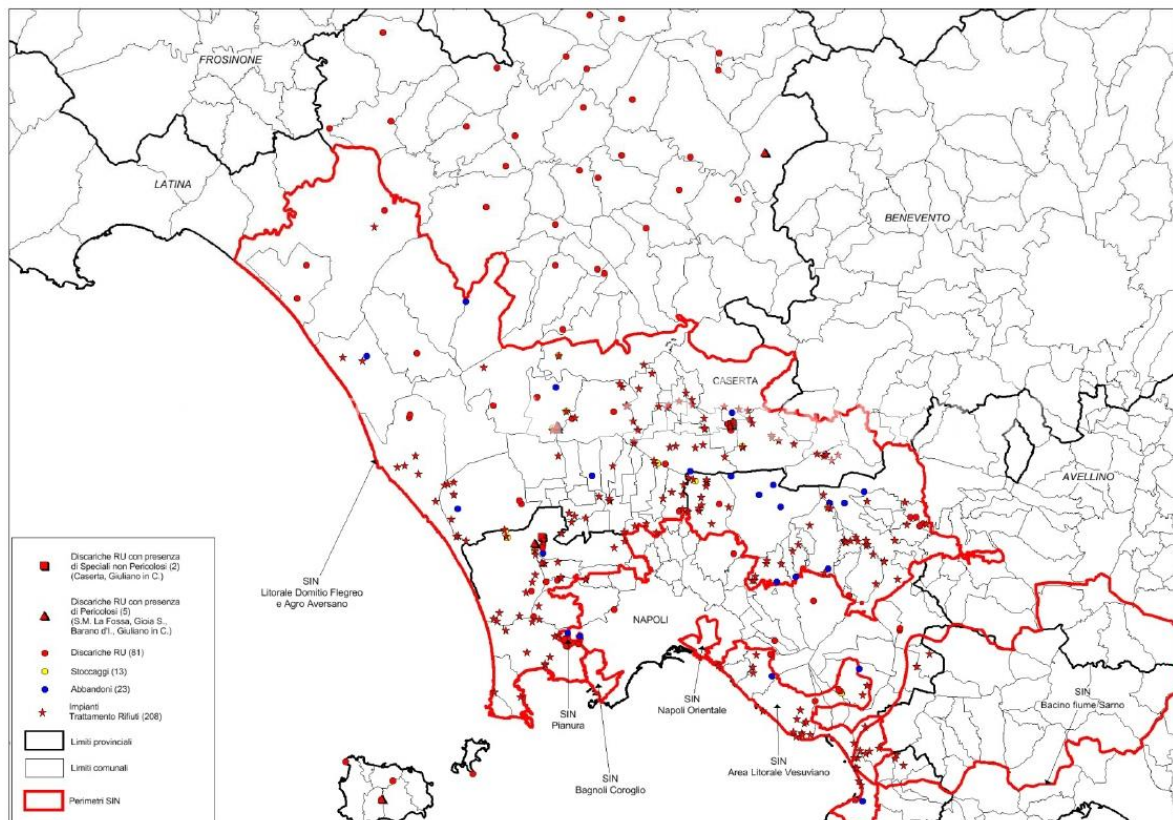 FROSINONE
LATINA
BENEVENTO
CASERTA
AVELLINO
Discariche RU con presenza
di Speciali non Pericolosi (2)
(Caserta, Giuliano in C.)
Discariche RU con presenza
di Pericolosi (5)
(S.M. La Fossa, Gioia S.,
Barano d'I., Giuliano in C.)
Discariche RU (81)
Stoccaggi (13)
Abbandoni (23)
Impianti
Trattamento Rifiuti (208)
Limiti provinciali
Limiti comunali
Perimetri SIN
SIN
Litorale Domitio Flegreo
e Agro Aversano
NAPOLI
SIN
Pianura
SIN
Bagnoli Coroglio
SIN
Napoli Orientale
SIN
Area Litorale Vesuviano
SIN
Bacino fiume Sarno